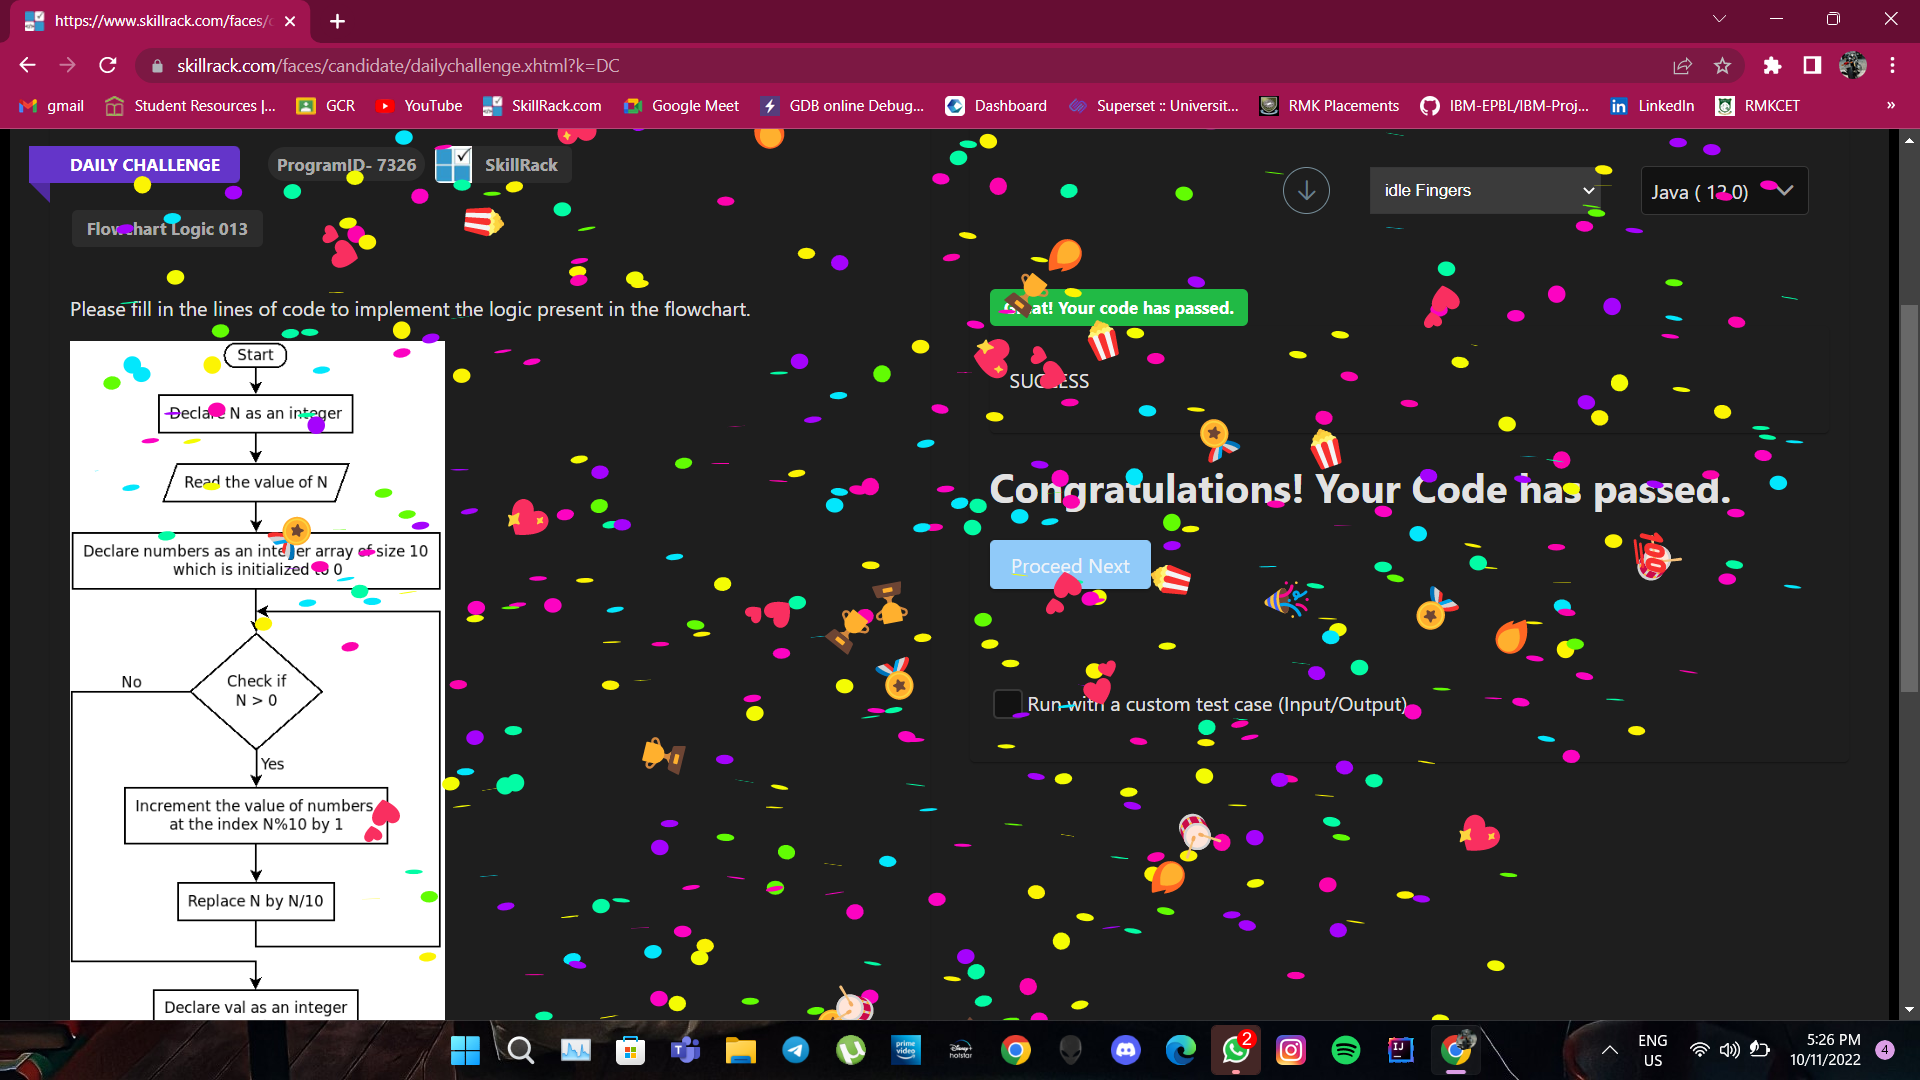 https://www.skillrack.com/faces/c
skillrack.com/faces/candidate/dailychallenge.xhtml?k=DC
gmail
Student Resources |...
GCR
YouTube
SkillRack.com
Google Meet
GDB online Debug...
Dashboard
Superset :: Universit...
RMK Placements
IBM-EPBL/IBM-Proj...
LinkedIn
RMKCET
»
DAILY CHALLENGE
ProgramID- 7326
SkillRack
idle Fingers
Java ( 12.0)
Flowchart Logic 013
Please fill in the lines of code to implement the logic present in the flowchart.
Start
Declare N as an integer
Read the value of N
Declare numbers as an integer array of size 10
which is initialized to 0
Check if
N > 0
No
Yes
Increment the value of numbers
at the index N%10 by 1
Replace N by N/10
Declare val as an integer
Great! Your code has passed.
SUCCESS
Congratulations! Your Code has passed.
Proceed Next
Run with a custom test case (Input/Output)
100
prime
video
Disney+
hotstar
IJ
2
ENG
US
5:26 PM
10/11/2022
4